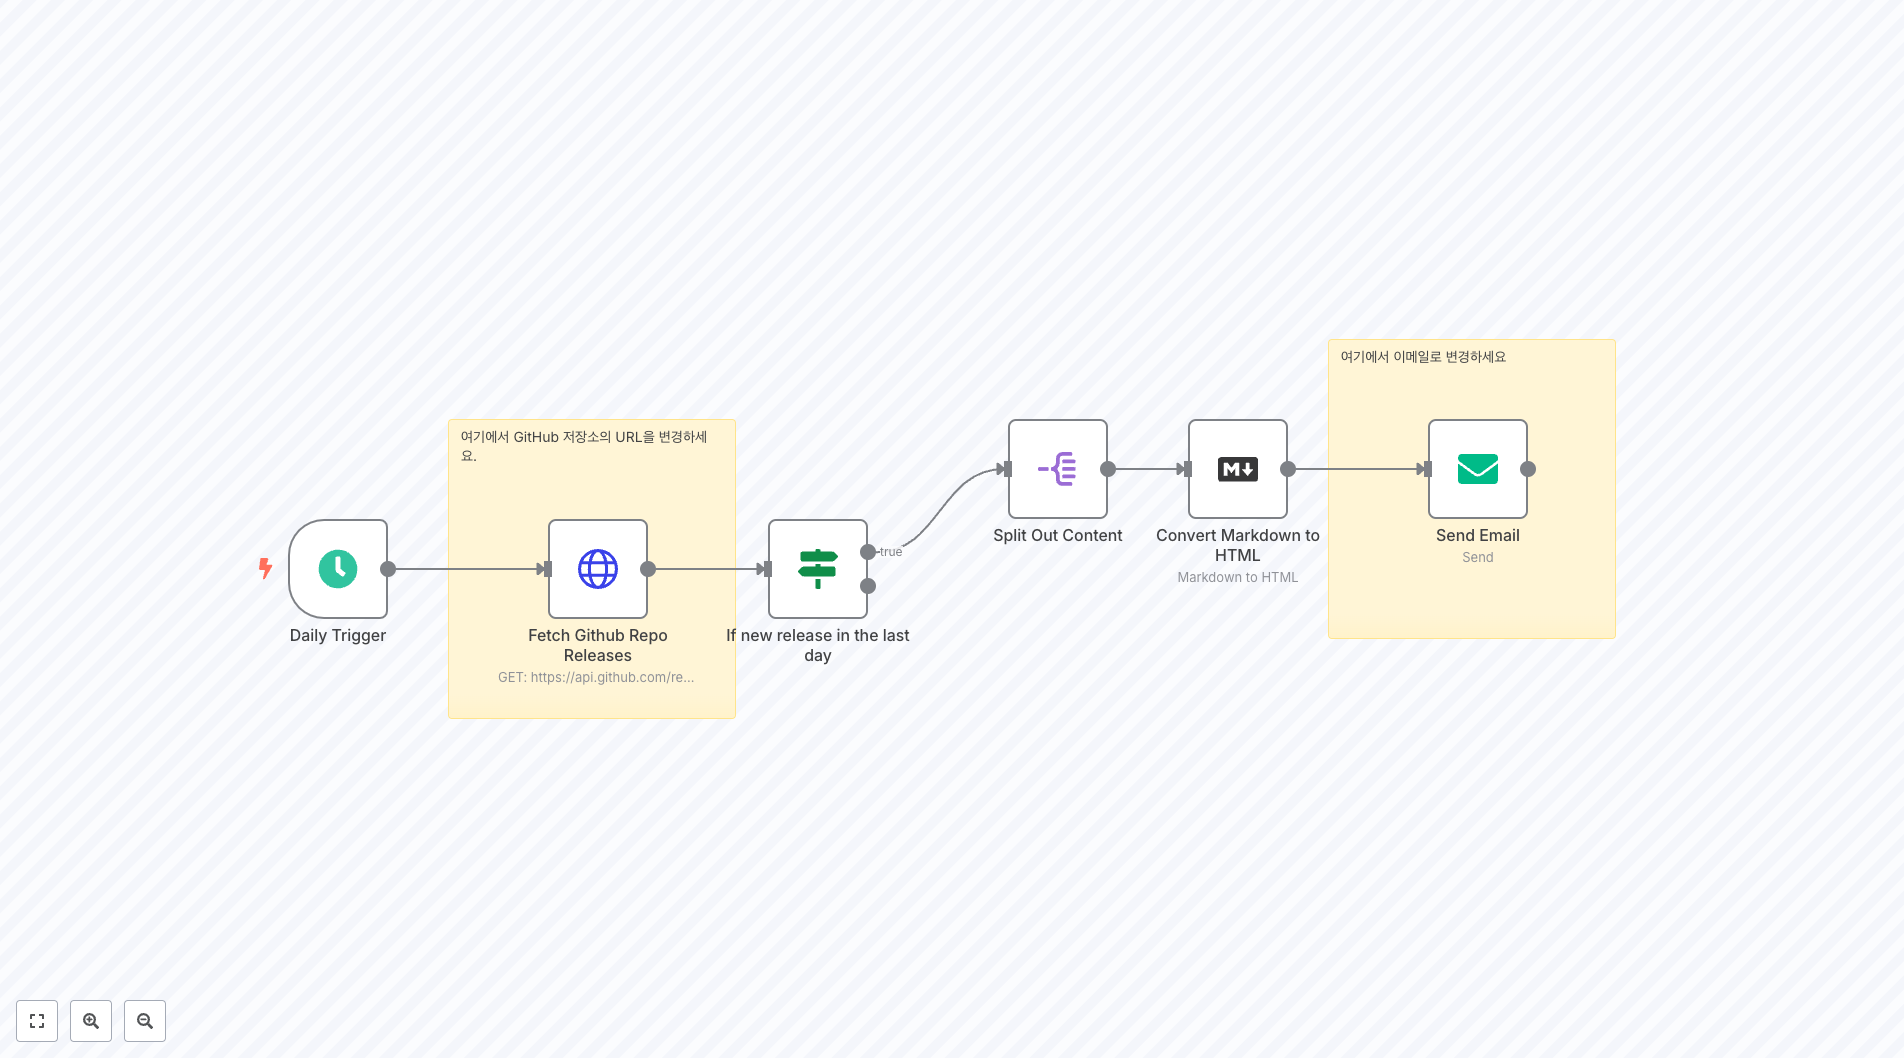 여기에서 이메일로 변경하세요
여기에서 GitHub 저장소의 URL을 변경하세
요.
Daily Trigger
Fetch Github Repo
Releases
GET: https://api.github.com/re...
If new release in the last
day
true
Split Out Content
M
Convert Markdown to
HTML
Markdown to HTML
Send Email
Send